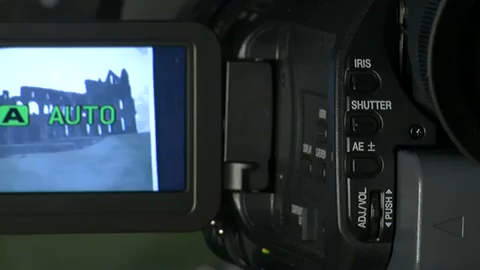 A AUTO
IRIS
SHUTTER
AE ±
ADJ/VOL
◄ PUSH ►